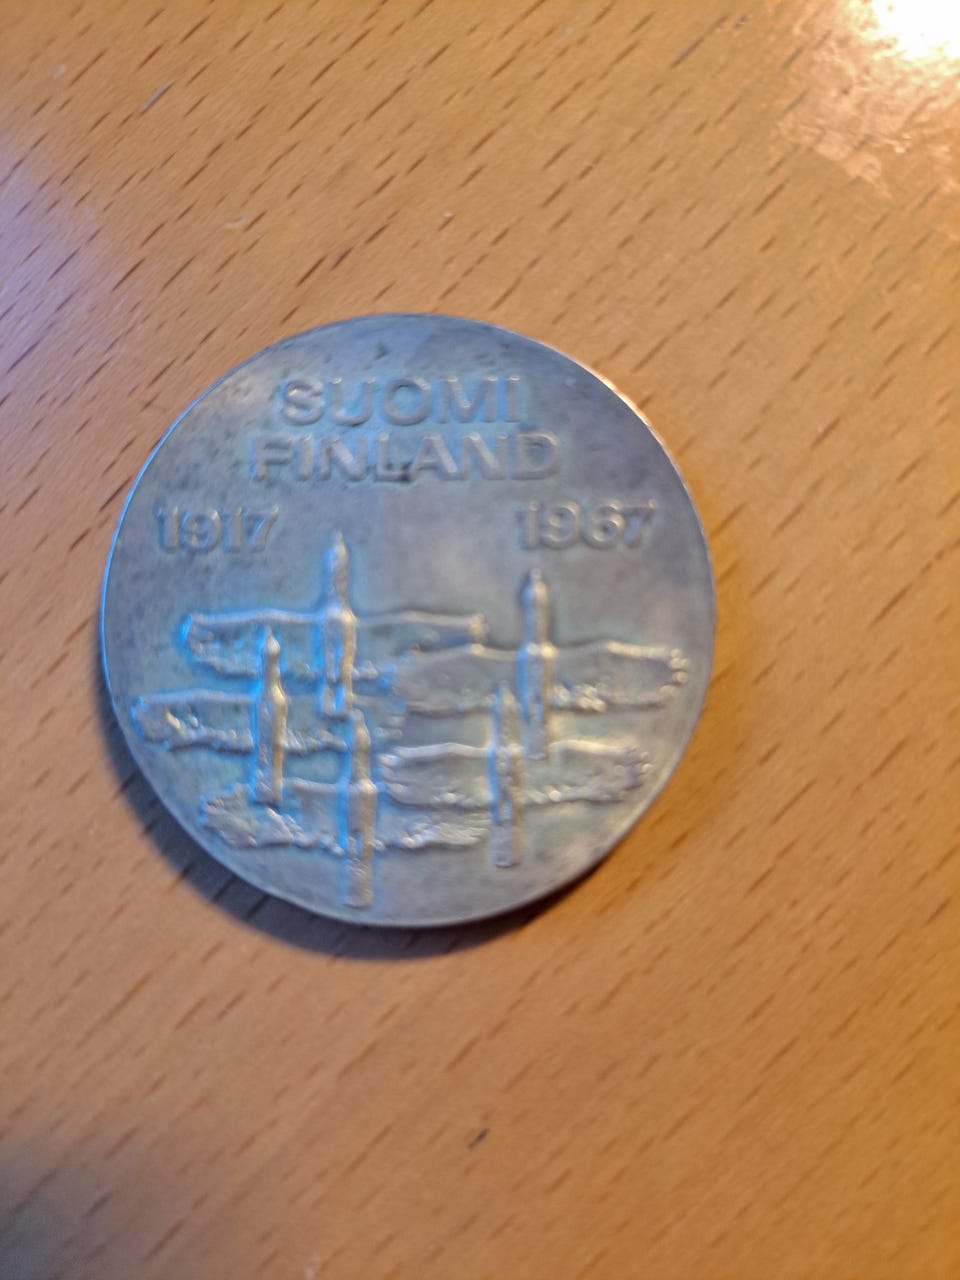 SUOMI
FINLAND
1917 1967